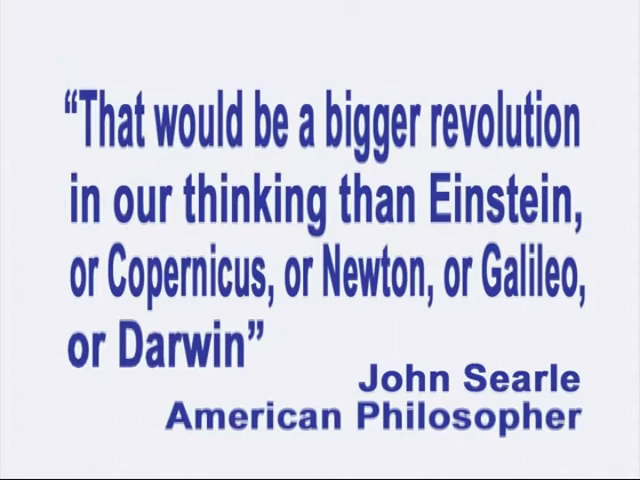 “That would be a bigger revolution
in our thinking than Einstein,
or Copernicus, or Newton, or Galileo,
or Darwin”
John Searle
American Philosopher